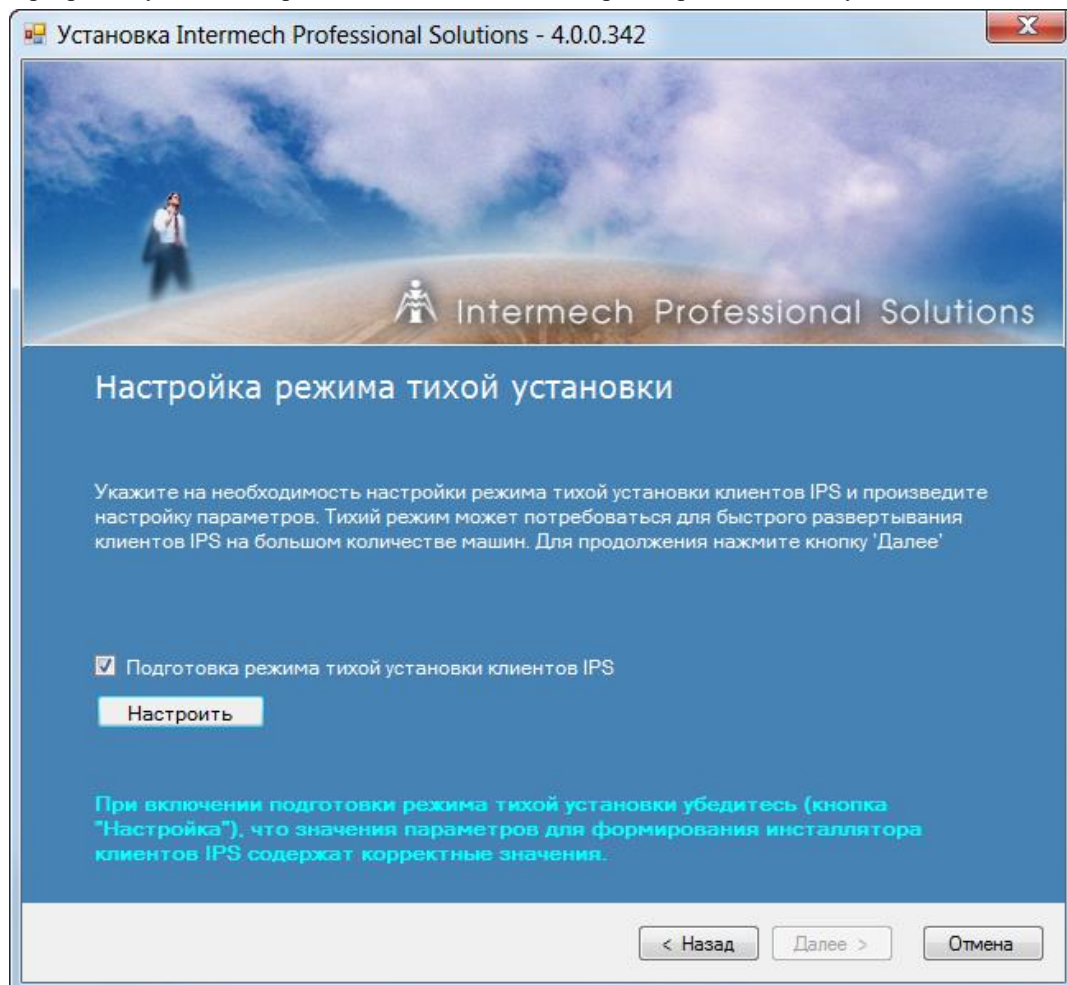 Установка Intermech Professional Solutions - 4.0.0.342
Intermech Professional Solutions
Настройка режима тихой установки
Укажите на необходимость настройки режима тихой установки клиентов IPS и произведите
настройку параметров. Тихий режим может потребоваться для быстрого развертывания
клиентов IPS на большом количестве машин. Для продолжения нажмите кнопку 'Далее'
Подготовка режима тихой установки клиентов IPS
Настроить
При включении подготовки режима тихой установки убедитесь (кнопка
"Настройка"), что значения параметров для формирования инсталлятора
клиентов IPS содержат корректные значения.
< Назад Далее > Отмена